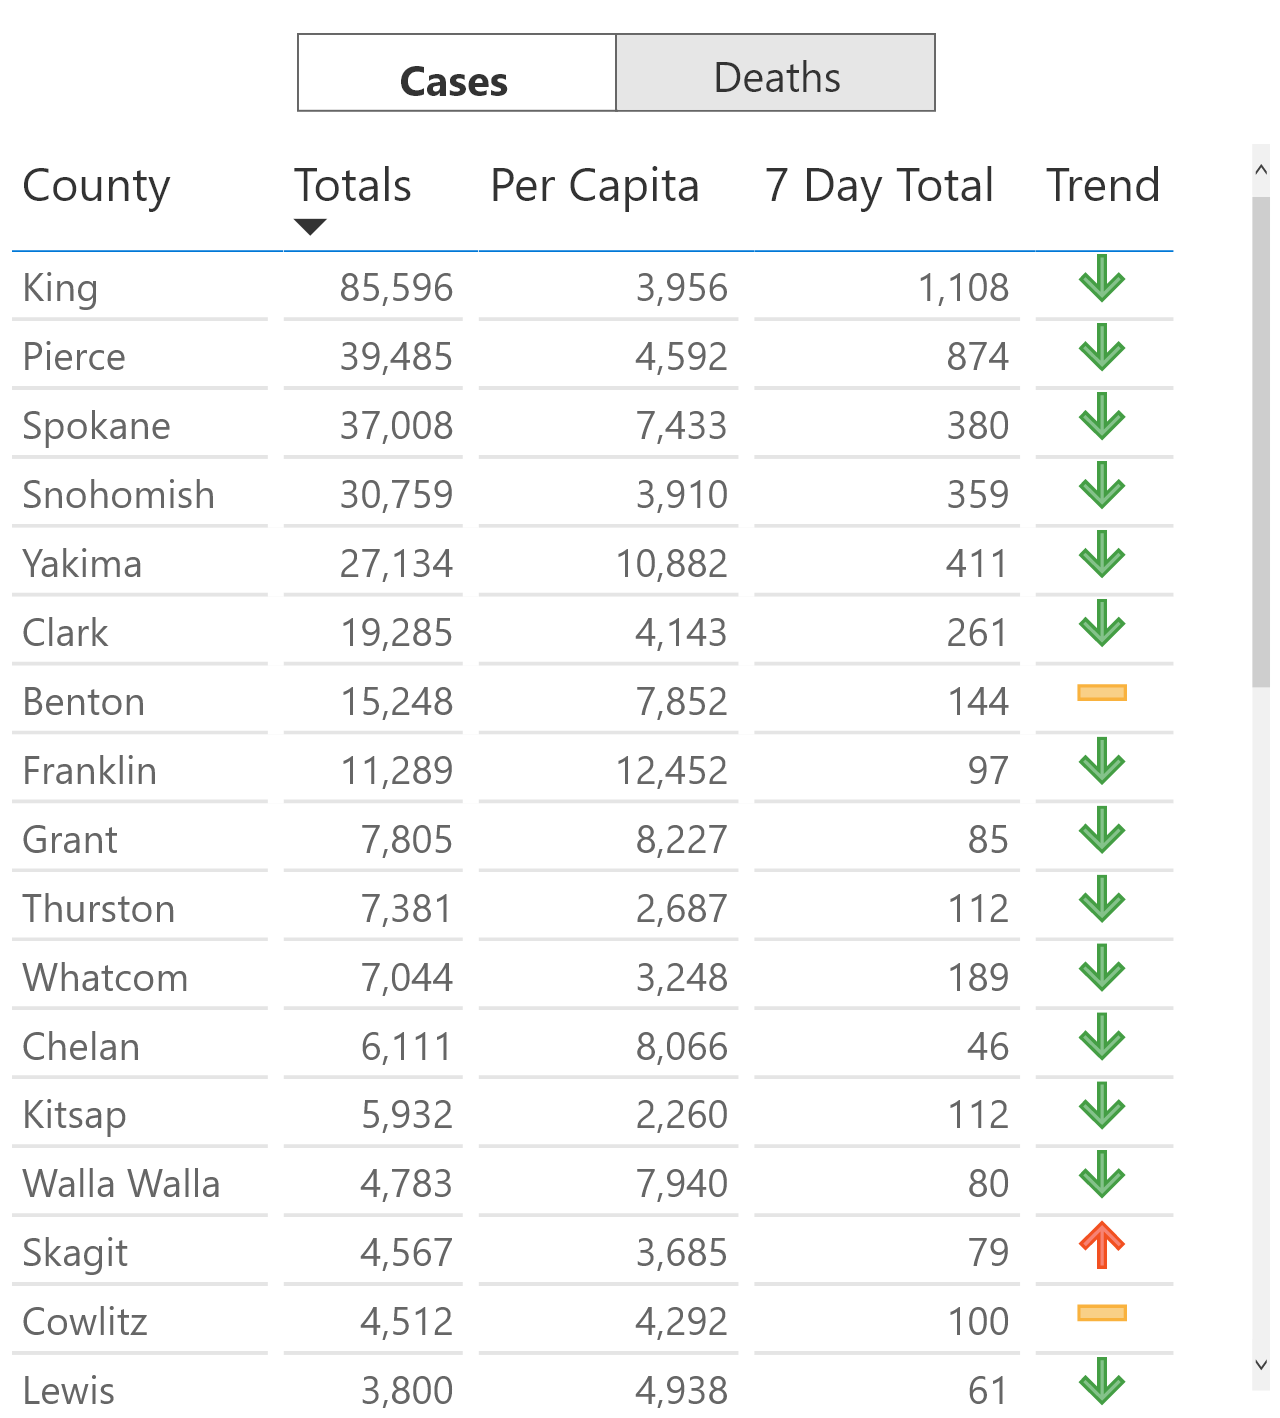 Cases Deaths
County Totals Per Capita 7 Day Total Trend
King 85,596 3,956 1,108
Pierce 39,485 4,592 874
Spokane 37,008 7,433 380
Snohomish 30,759 3,910 359
Yakima 27,134 10,882 411
Clark 19,285 4,143 261
Benton 15,248 7,852 144
Franklin 11,289 12,452 97
Grant 7,805 8,227 85
Thurston 7,381 2,687 112
Whatcom 7,044 3,248 189
Chelan 6,111 8,066 46
Kitsap 5,932 2,260 112
Walla Walla 4,783 7,940 80
Skagit 4,567 3,685 79
Cowlitz 4,512 4,292 100
Lewis 3,800 4,938 61